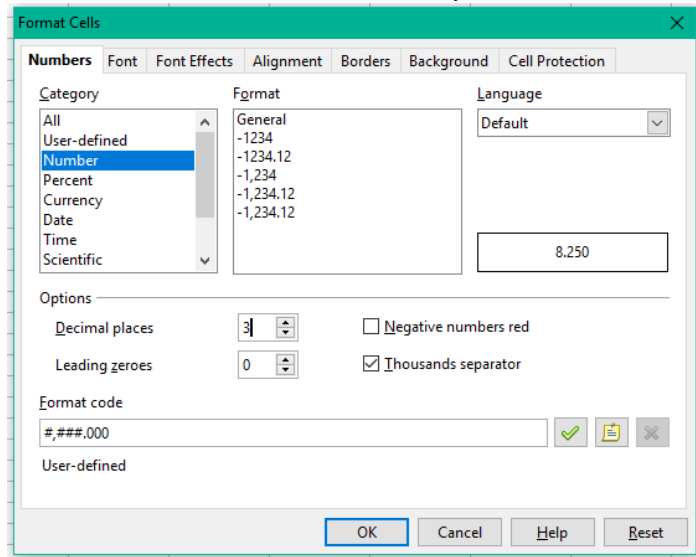 Format Cells
Numbers Font Font Effects Alignment Borders Background Cell Protection
Category
All
User-defined
Number
Percent
Currency
Date
Time
Scientific
Format
General
-1234
-1234.12
-1,234
-1,234.12
-1,234.12
Language
Default
8.250
Options
Decimal places 3
Negative numbers red
Leading zeroes 0
Thousands separator
Format code
#,###.000
User-defined
OK Cancel Help Reset